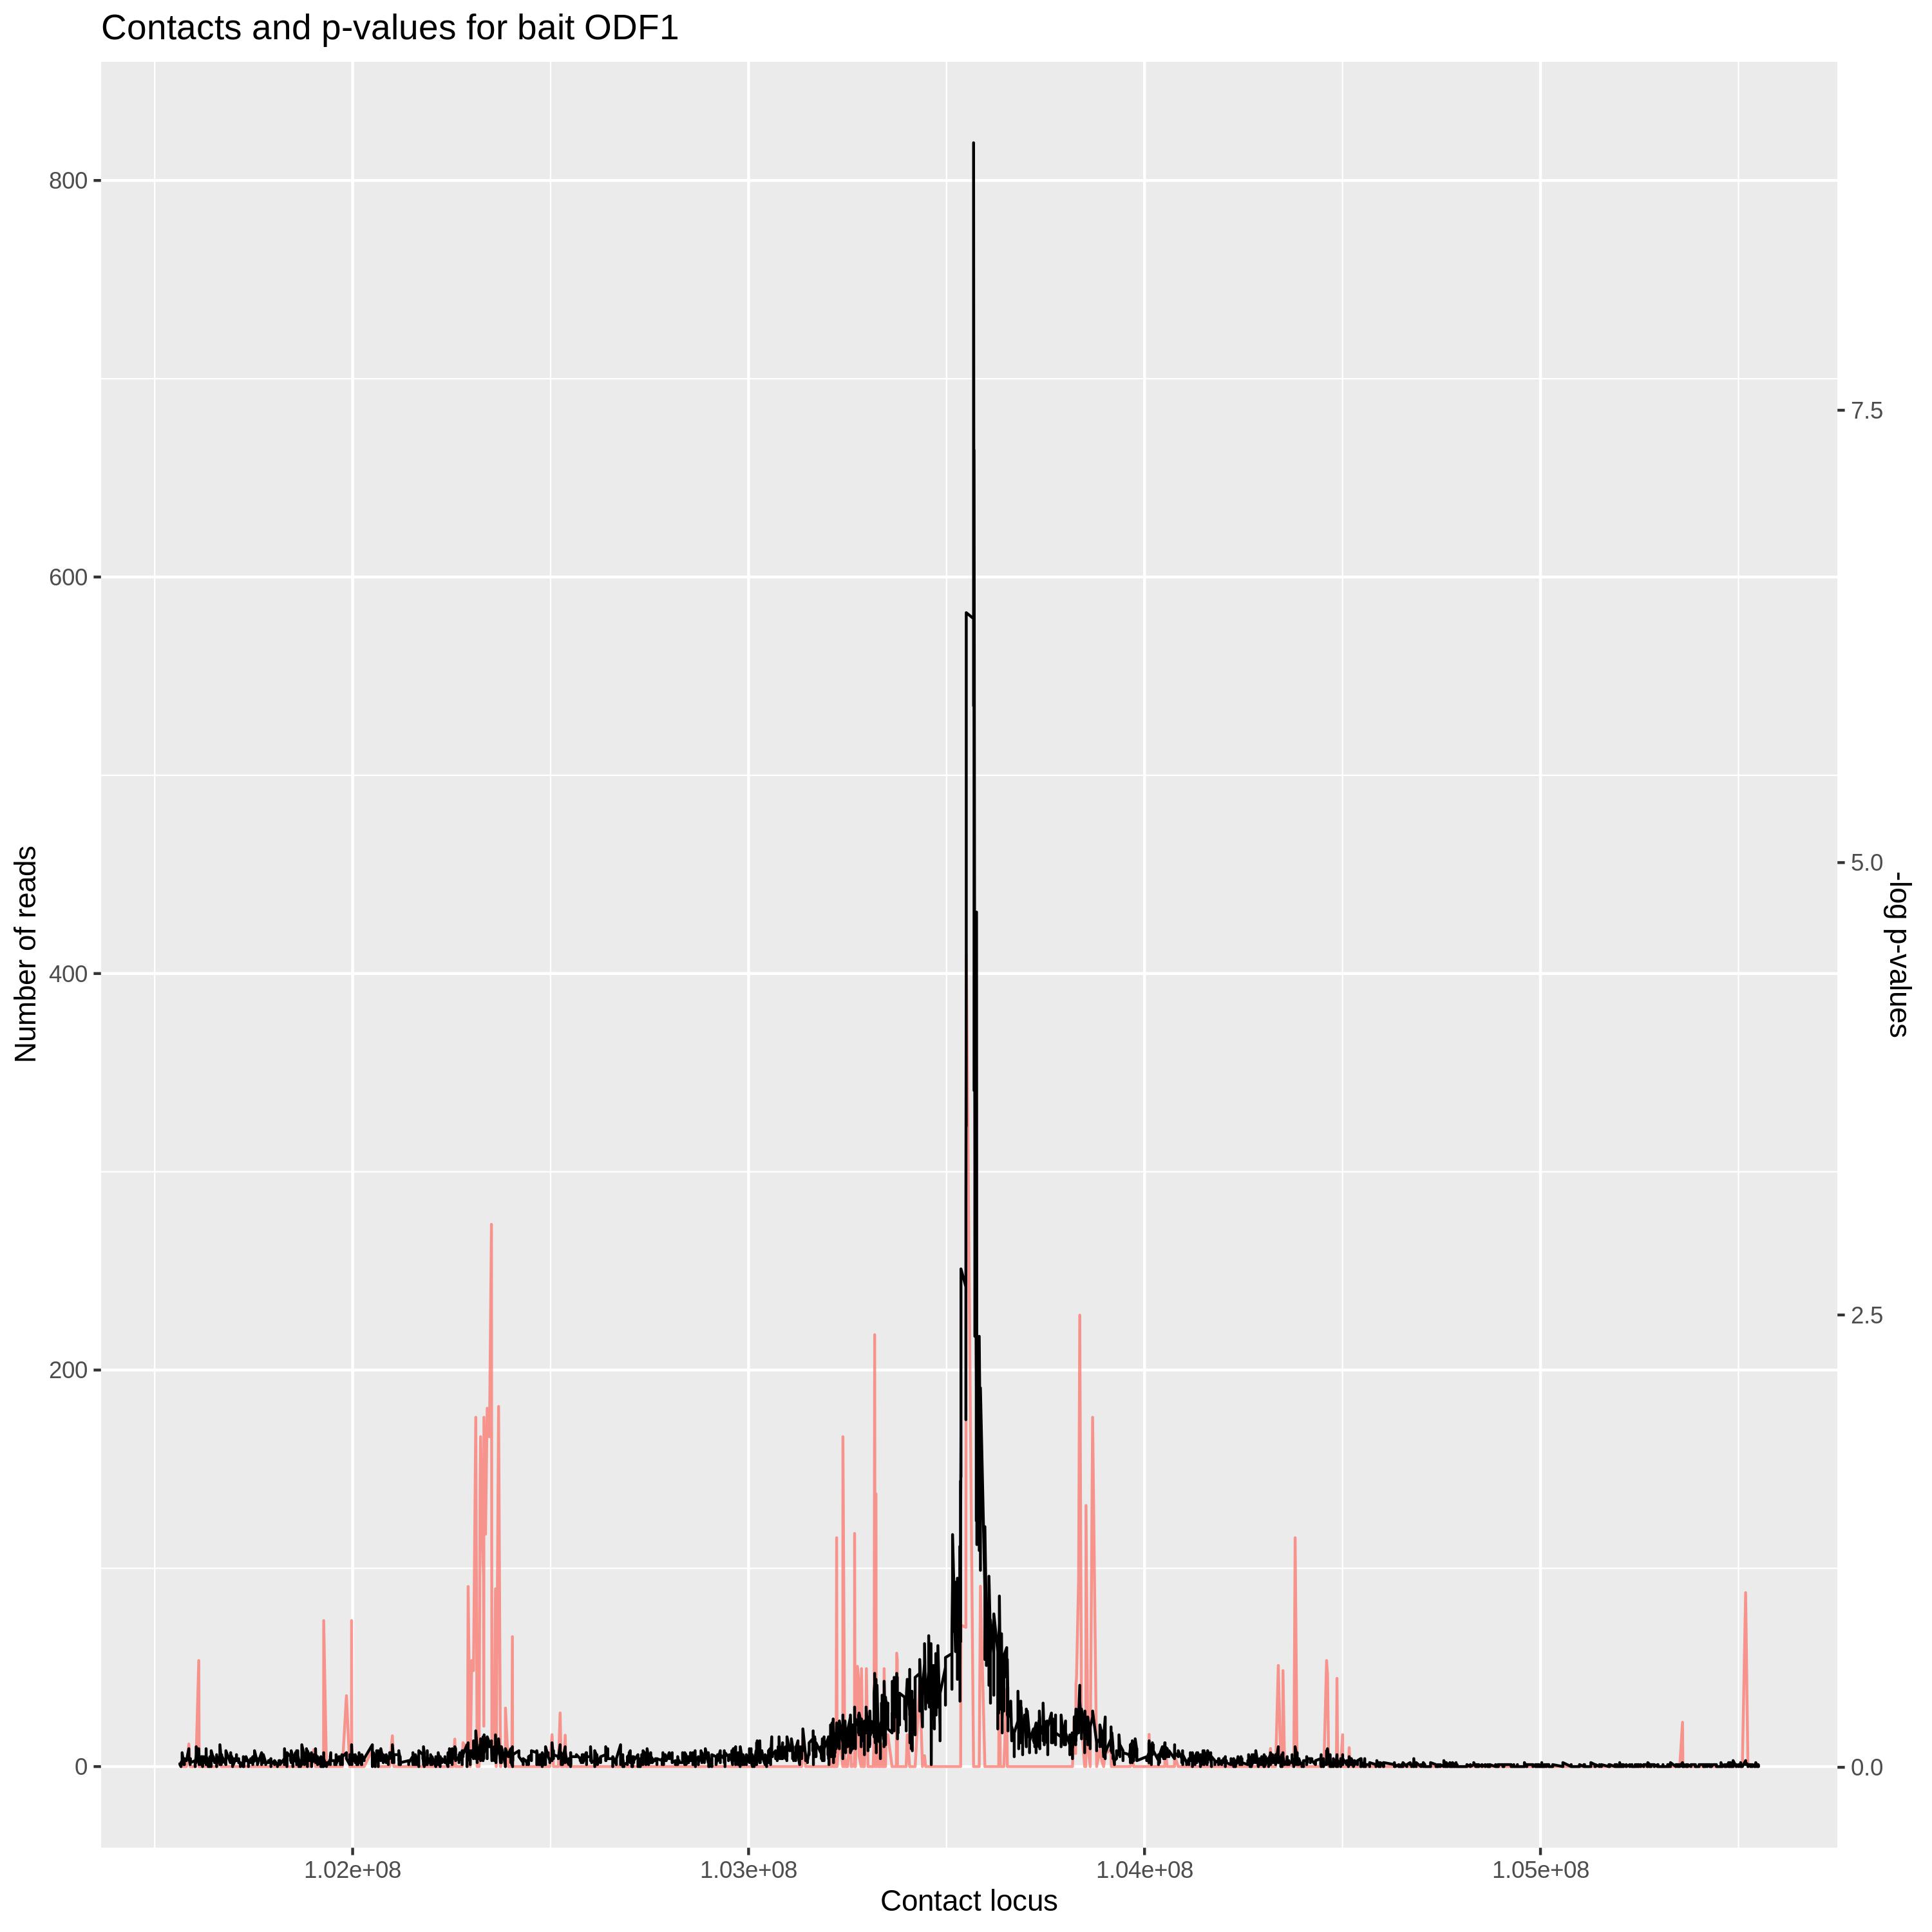 Contacts and p-values for bait ODF1
800
600
400
200
0
Number of reads
7.5
5.0
2.5
0.0
-log p-values
1.02e+08
1.03e+08
1.04e+08
1.05e+08
Contact locus